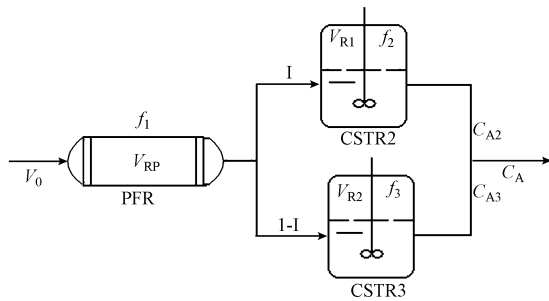 V_R1 f_2
I
CSTR2
f_1
V_RP
V_0
PFR
C_A2
C_A
C_A3
V_R2 f_3
1-I
CSTR3